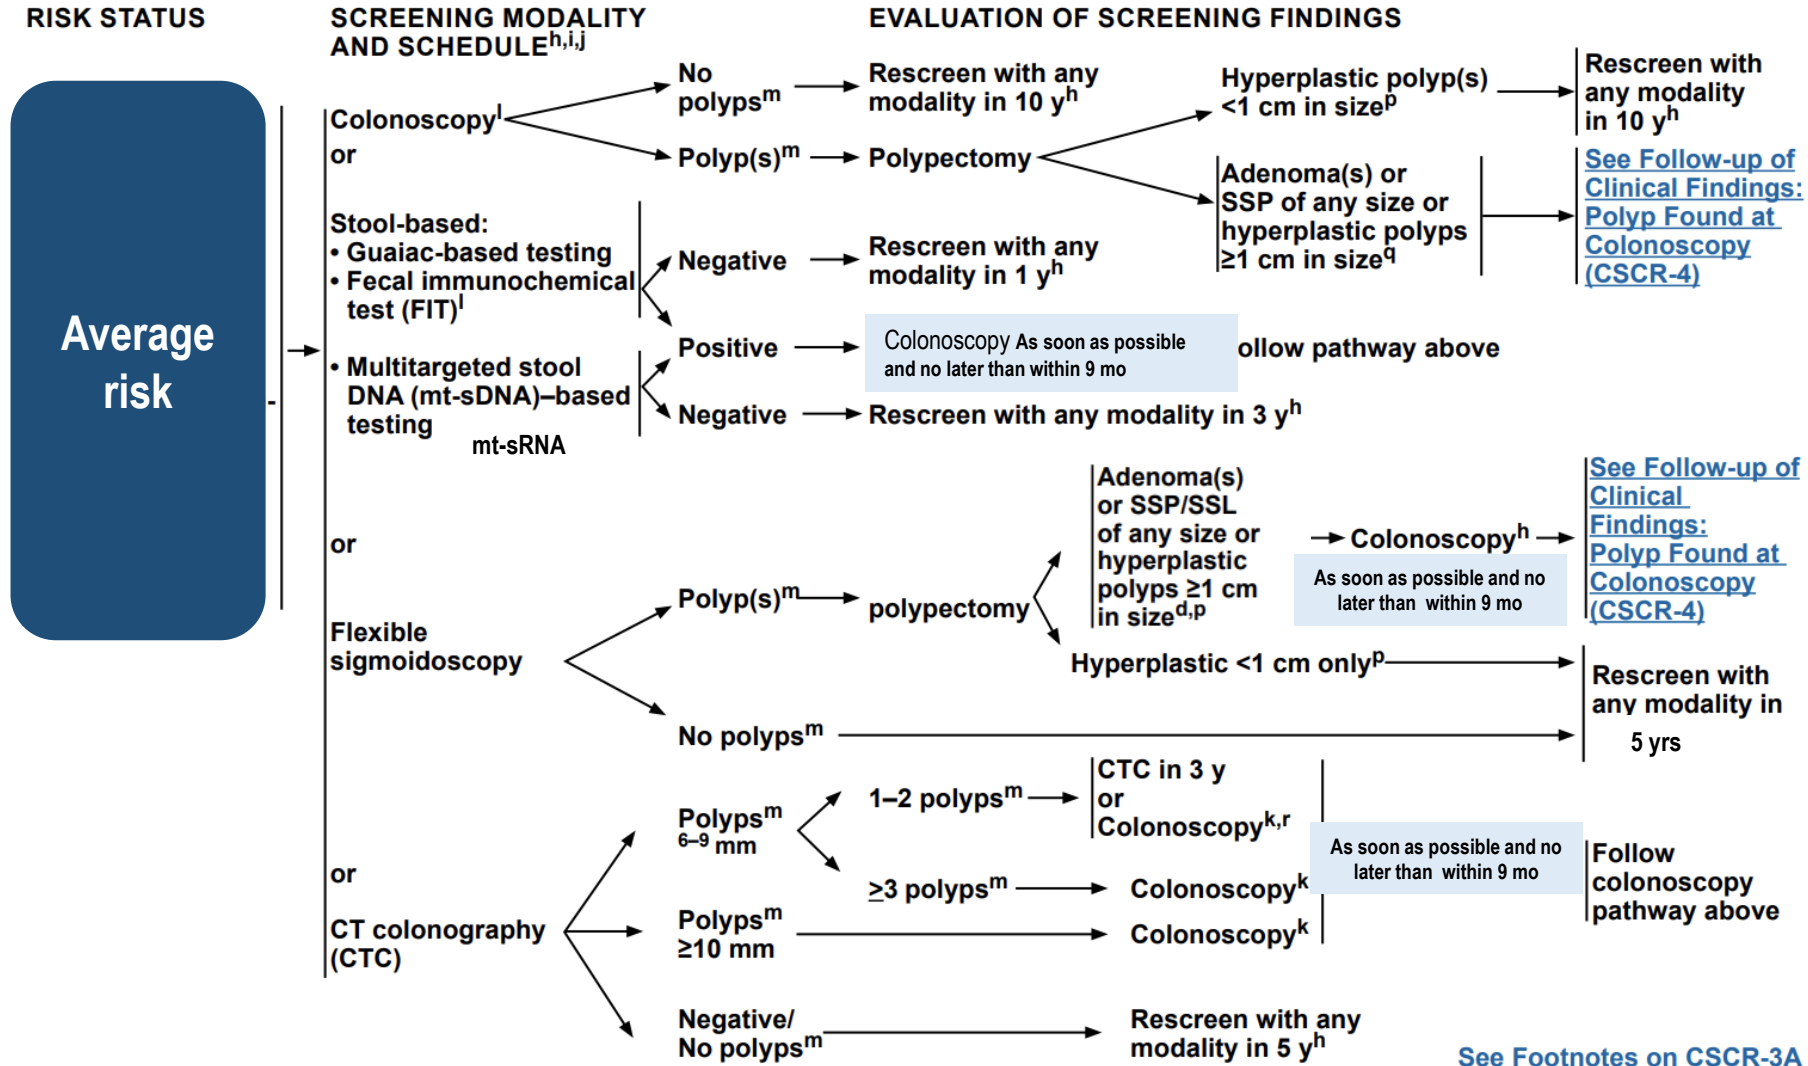 RISK STATUS
SCREENING MODALITY
AND SCHEDULEh,i,j
EVALUATION OF SCREENING FINDINGS
Average
risk
-
Colonoscopyl
or
No
polypsm
Rescreen with any
modality in 10 yh
Polyp(s)m
Polypectomy
Hyperplastic polyp(s)
<1 cm in sizep
Rescreen with
any modality
in 10 yh
Adenoma(s) or
SSP of any size or
hyperplastic polyps
≥1 cm in sizeq
See Follow-up of
Clinical Findings:
Polyp Found at
Colonoscopy
(CSCR-4)
Stool-based:
• Guaiac-based testing
• Fecal immunochemical
test (FIT)l
Negative
Rescreen with any
modality in 1 yh
Positive
Colonoscopy As soon as possible
and no later than within 9 mo
ollow pathway above
• Multitargeted stool
DNA (mt-sDNA)–based
testing
mt-sRNA
Negative
Rescreen with any modality in 3 yh
or
Flexible
sigmoidoscopy
Polyp(s)m
polypectomy
Adenoma(s)
or SSP/SSL
of any size or
hyperplastic
polyps ≥1 cm
in sized,p
Colonoscopyh
As soon as possible and no
later than within 9 mo
See Follow-up of
Clinical
Findings:
Polyp Found at
Colonoscopy
(CSCR-4)
Hyperplastic <1 cm onlyp
No polypsm
Rescreen with
any modality in
5 yrs
or
CT colonography
(CTC)
Polypsm
6–9 mm
1–2 polypsm
CTC in 3 y
or
Colonoscopyk,r
≥3 polypsm
Colonoscopyk
As soon as possible and no
later than within 9 mo
Follow
colonoscopy
pathway above
Polypsm
≥10 mm
Colonoscopyk
Negative/
No polypsm
Rescreen with any
modality in 5 yh
See Footnotes on CSCR-3A